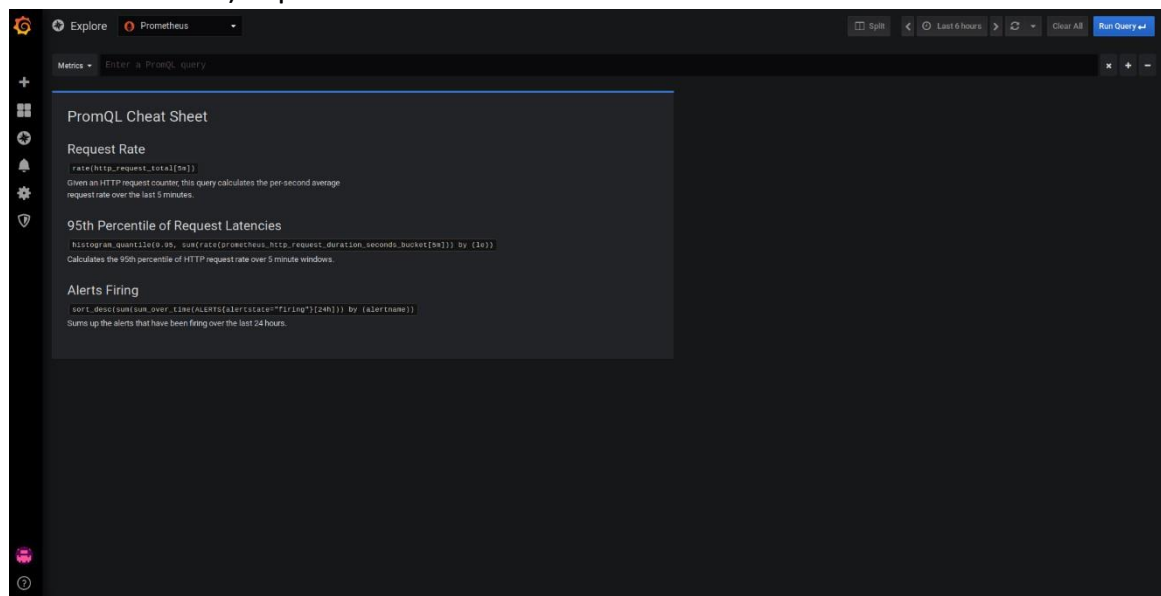 Explore Prometheus Split Last 6 hours Clear All Run Query
Metrics Enter a PromQL query
PromQL Cheat Sheet
Request Rate
rate(http_request_total[5m])
Given an HTTP request counter, this query calculates the per-second average
request rate over the last 5 minutes.
95th Percentile of Request Latencies
histogram_quantile(0.95, sum(rate(prometheus_http_request_duration_seconds_bucket[5m])) by (le))
Calculates the 95th percentile of HTTP request rate over 5 minute windows.
Alerts Firing
sort_desc(sum(sum_over_time(ALERTS{alertstate="firing"}[24h])) by (alertname))
Sums up the alerts that have been firing over the last 24 hours.